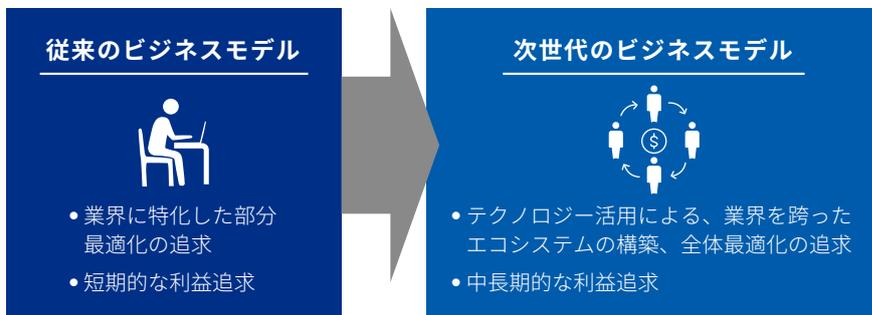 従来のビジネスモデル
• 業界に特化した部分
最適化の追求
• 短期的な利益追求
次世代のビジネスモデル
$
• テクノロジー活用による、業界を跨った
エコシステムの構築、全体最適化の追求
• 中長期的な利益追求